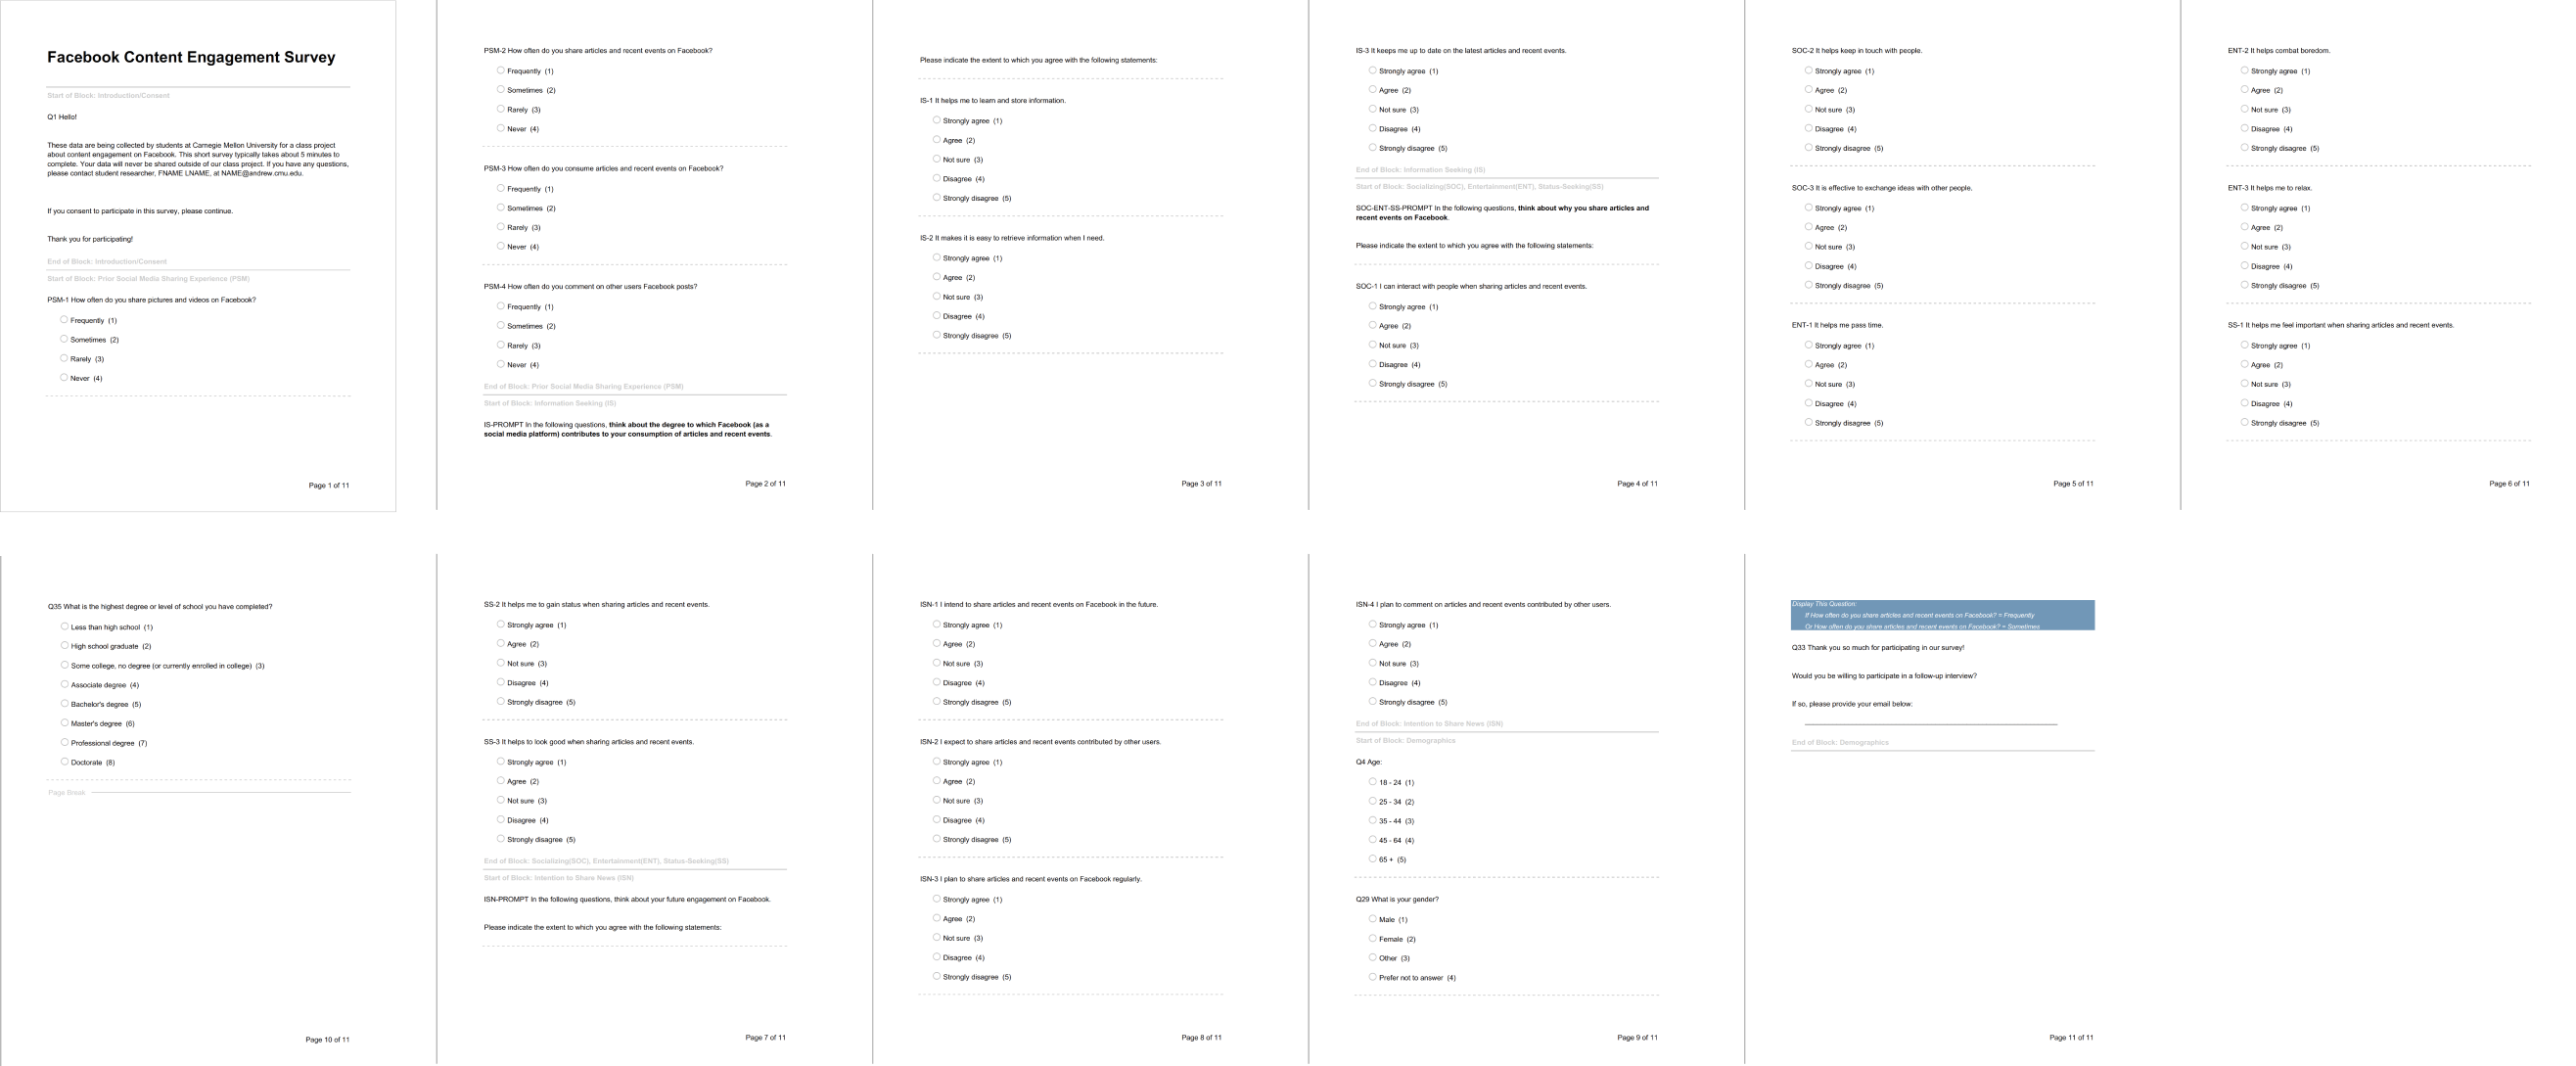 Facebook Content Engagement Survey
Start of Block: Introduction/Consent
Q1 Hello!
These data are being collected by students at Carnegie Mellon University for a class project
about content engagement on Facebook. This short survey typically takes about 5 minutes to
complete. Your data will never be shared outside of our class project. If you have any questions,
please contact student researcher, FNAME LNAME, at NAME@andrew.cmu.edu.
If you consent to participate in this survey, please continue.
Thank you for participating!
End of Block: Introduction/Consent
Start of Block: Prior Social Media Sharing Experience (PSM)
PSM-1 How often do you share pictures and videos on Facebook?
Frequently (1)
Sometimes (2)
Rarely (3)
Never (4)
Page 1 of 11
PSM-2 How often do you share articles and recent events on Facebook?
Frequently (1)
Sometimes (2)
Rarely (3)
Never (4)
PSM-3 How often do you consume articles and recent events on Facebook?
Frequently (1)
Sometimes (2)
Rarely (3)
Never (4)
PSM-4 How often do you comment on other users Facebook posts?
Frequently (1)
Sometimes (2)
Rarely (3)
Never (4)
End of Block: Prior Social Media Sharing Experience (PSM)
Start of Block: Information Seeking (IS)
IS-PROMPT In the following questions, think about the degree to which Facebook (as a
social media platform) contributes to your consumption of articles and recent events.
Page 2 of 11
Please indicate the extent to which you agree with the following statements:
IS-1 It helps me to learn and store information.
Strongly agree (1)
Agree (2)
Not sure (3)
Disagree (4)
Strongly disagree (5)
IS-2 It makes it is easy to retrieve information when I need.
Strongly agree (1)
Agree (2)
Not sure (3)
Disagree (4)
Strongly disagree (5)
Page 3 of 11
IS-3 It keeps me up to date on the latest articles and recent events.
Strongly agree (1)
Agree (2)
Not sure (3)
Disagree (4)
Strongly disagree (5)
End of Block: Information Seeking (IS)
Start of Block: Socializing(SOC), Entertainment(ENT), Status-Seeking(SS)
SOC-ENT-SS-PROMPT In the following questions, think about why you share articles and
recent events on Facebook.
Please indicate the extent to which you agree with the following statements:
SOC-1 I can interact with people when sharing articles and recent events.
Strongly agree (1)
Agree (2)
Not sure (3)
Disagree (4)
Strongly disagree (5)
Page 4 of 11
SOC-2 It helps keep in touch with people.
Strongly agree (1)
Agree (2)
Not sure (3)
Disagree (4)
Strongly disagree (5)
SOC-3 It is effective to exchange ideas with other people.
Strongly agree (1)
Agree (2)
Not sure (3)
Disagree (4)
Strongly disagree (5)
ENT-1 It helps me pass time.
Strongly agree (1)
Agree (2)
Not sure (3)
Disagree (4)
Strongly disagree (5)
Page 5 of 11
ENT-2 It helps combat boredom.
Strongly agree (1)
Agree (2)
Not sure (3)
Disagree (4)
Strongly disagree (5)
ENT-3 It helps me to relax.
Strongly agree (1)
Agree (2)
Not sure (3)
Disagree (4)
Strongly disagree (5)
SS-1 It helps me feel important when sharing articles and recent events.
Strongly agree (1)
Agree (2)
Not sure (3)
Disagree (4)
Strongly disagree (5)
Page 6 of 11
Q35 What is the highest degree or level of school you have completed?
Less than high school (1)
High school graduate (2)
Some college, no degree (or currently enrolled in college) (3)
Associate degree (4)
Bachelor's degree (5)
Master's degree (6)
Professional degree (7)
Doctorate (8)
Page Break
Page 10 of 11
SS-2 It helps me to gain status when sharing articles and recent events.
Strongly agree (1)
Agree (2)
Not sure (3)
Disagree (4)
Strongly disagree (5)
SS-3 It helps to look good when sharing articles and recent events.
Strongly agree (1)
Agree (2)
Not sure (3)
Disagree (4)
Strongly disagree (5)
End of Block: Socializing(SOC), Entertainment(ENT), Status-Seeking(SS)
Start of Block: Intention to Share News (ISN)
ISN-PROMPT In the following questions, think about your future engagement on Facebook.
Please indicate the extent to which you agree with the following statements:
Page 7 of 11
ISN-1 I intend to share articles and recent events on Facebook in the future.
Strongly agree (1)
Agree (2)
Not sure (3)
Disagree (4)
Strongly disagree (5)
ISN-2 I expect to share articles and recent events contributed by other users.
Strongly agree (1)
Agree (2)
Not sure (3)
Disagree (4)
Strongly disagree (5)
ISN-3 I plan to share articles and recent events on Facebook regularly.
Strongly agree (1)
Agree (2)
Not sure (3)
Disagree (4)
Strongly disagree (5)
Page 8 of 11
ISN-4 I plan to comment on articles and recent events contributed by other users.
Strongly agree (1)
Agree (2)
Not sure (3)
Disagree (4)
Strongly disagree (5)
End of Block: Intention to Share News (ISN)
Start of Block: Demographics
Q4 Age:
18 - 24 (1)
25 - 34 (2)
35 - 44 (3)
45 - 64 (4)
65 + (5)
Q29 What is your gender?
Male (1)
Female (2)
Other (3)
Prefer not to answer (4)
Page 9 of 11
Display This Question:
If How often do you share articles and recent events on Facebook? = Frequently
Or How often do you share articles and recent events on Facebook? = Sometimes
Q33 Thank you so much for participating in our survey!
Would you be willing to participate in a follow-up interview?
If so, please provide your email below:
End of Block: Demographics
Page 11 of 11